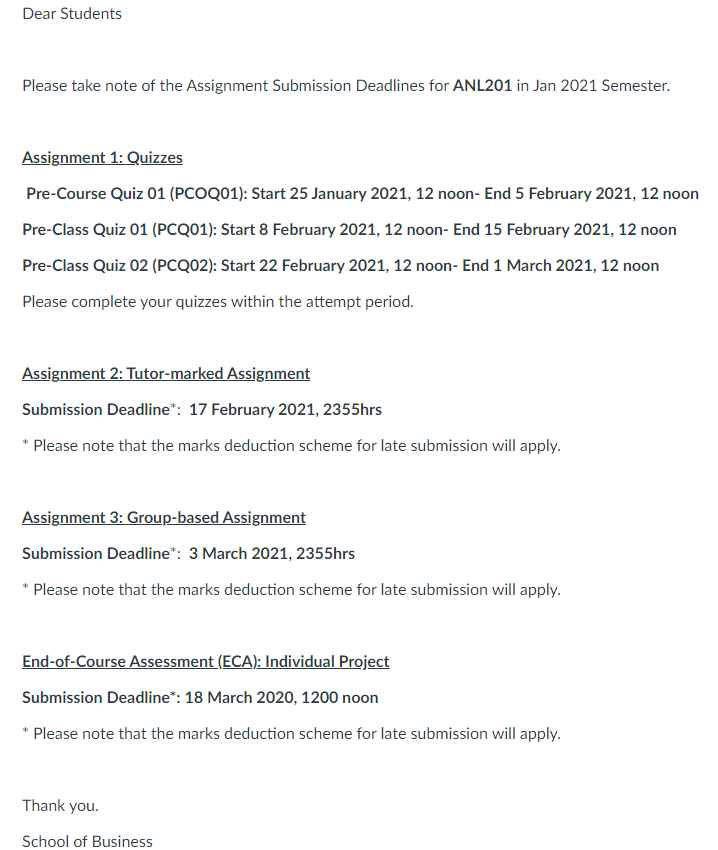 Dear Students
Please take note of the Assignment Submission Deadlines for ANL201 in Jan 2021 Semester.
Assignment 1: Quizzes
Pre-Course Quiz 01 (PCOQ01): Start 25 January 2021, 12 noon- End 5 February 2021, 12 noon
Pre-Class Quiz 01 (PCQ01): Start 8 February 2021, 12 noon- End 15 February 2021, 12 noon
Pre-Class Quiz 02 (PCQ02): Start 22 February 2021, 12 noon- End 1 March 2021, 12 noon
Please complete your quizzes within the attempt period.
Assignment 2: Tutor-marked Assignment
Submission Deadline*: 17 February 2021, 2355hrs
* Please note that the marks deduction scheme for late submission will apply.
Assignment 3: Group-based Assignment
Submission Deadline*: 3 March 2021, 2355hrs
* Please note that the marks deduction scheme for late submission will apply.
End-of-Course Assessment (ECA): Individual Project
Submission Deadline*: 18 March 2020, 1200 noon
* Please note that the marks deduction scheme for late submission will apply.
Thank you.
School of Business